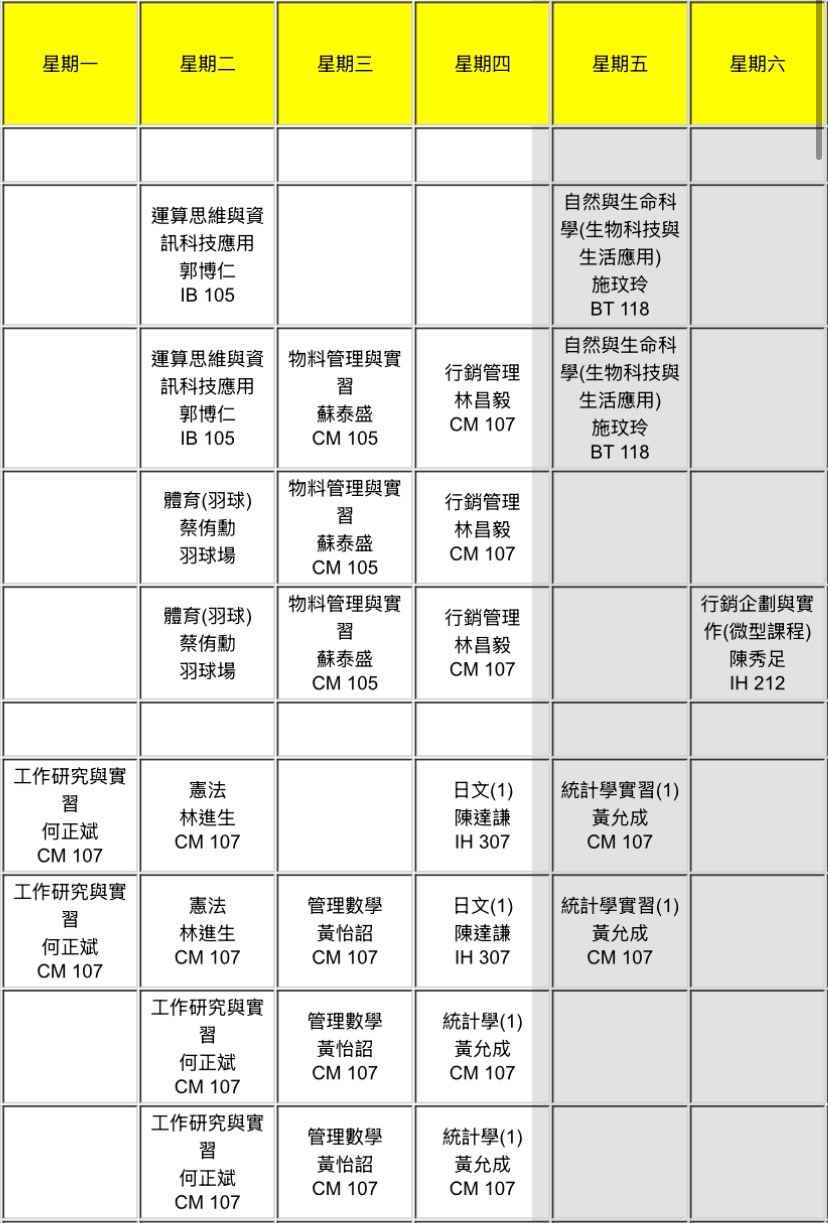 星期一
星期二
星期三
星期四
星期五
星期六
運算思維與資
訊科技應用
郭博仁
IB 105
自然與生命科
學(生物科技與
生活應用)
施玟玲
BT 118
運算思維與資
訊科技應用
郭博仁
IB 105
物料管理與實
習
蘇泰盛
CM 105
行銷管理
林昌毅
CM 107
自然與生命科
學(生物科技與
生活應用)
施玟玲
BT 118
體育(羽球)
蔡侑勳
羽球場
物料管理與實
習
蘇泰盛
CM 105
行銷管理
林昌毅
CM 107
體育(羽球)
蔡侑勳
羽球場
物料管理與實
習
蘇泰盛
CM 105
行銷管理
林昌毅
CM 107
行銷企劃與實
作(微型課程)
陳秀足
IH 212
工作研究與實
習
何正斌
CM 107
憲法
林進生
CM 107
日文(1)
陳達謙
IH 307
統計學實習(1)
黃允成
CM 107
工作研究與實
習
何正斌
CM 107
憲法
林進生
CM 107
管理數學
黃怡詔
CM 107
日文(1)
陳達謙
IH 307
統計學實習(1)
黃允成
CM 107
工作研究與實
習
何正斌
CM 107
管理數學
黃怡詔
CM 107
統計學(1)
黃允成
CM 107
工作研究與實
習
何正斌
CM 107
管理數學
黃怡詔
CM 107
統計學(1)
黃允成
CM 107